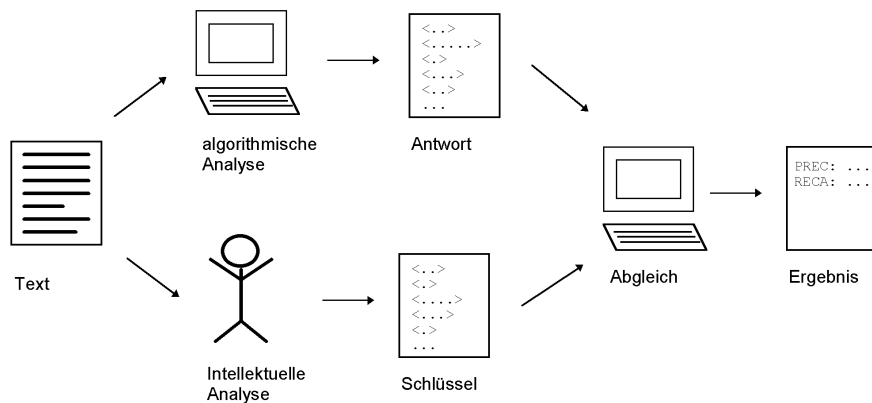 <..>
<.....>
<.>
<...>
<..>
...
algorithmische
Analyse
Antwort
PREC: ...
RECA: ...
Text
<..>
<.>
<....>
<...>
<.>
...
Abgleich
Ergebnis
Intellektuelle
Analyse
Schlüssel